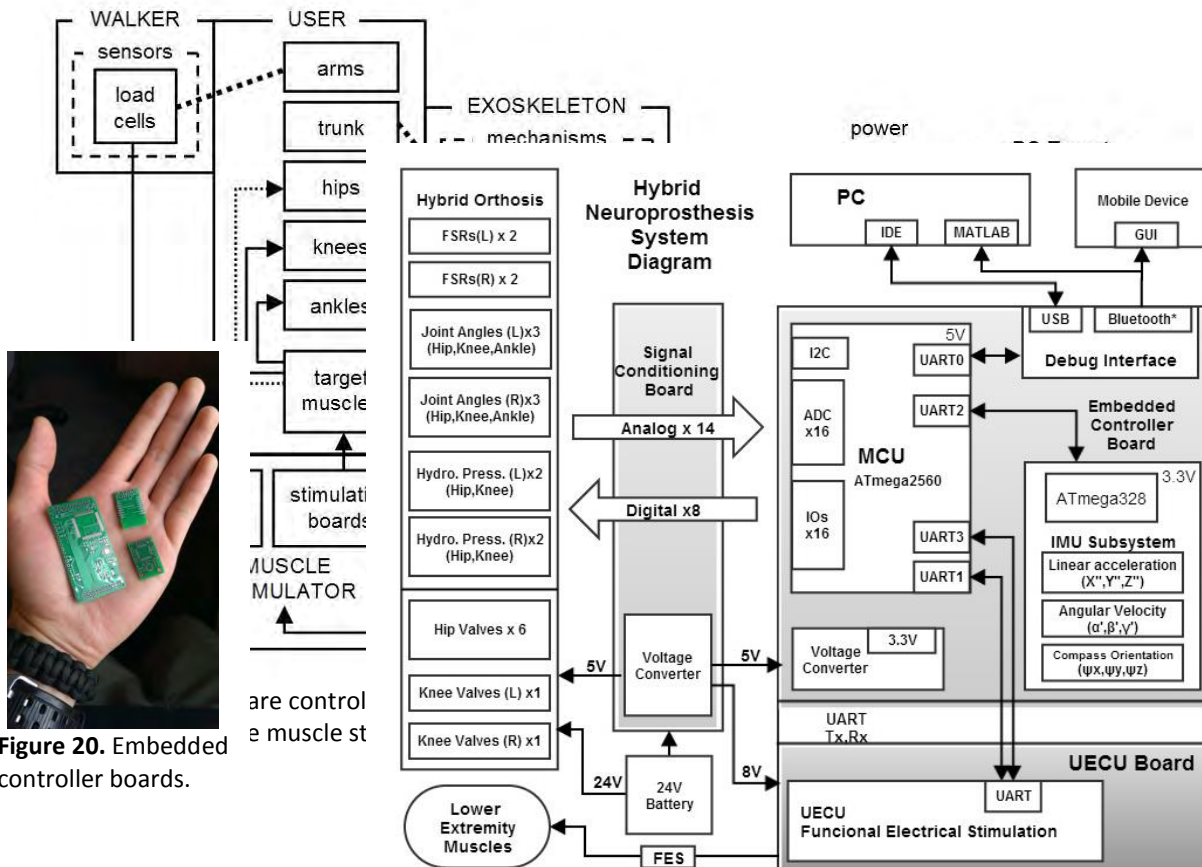 WALKER
USER
sensors
load
cells
arms
trunk
hips
knees
ankles
target
EXOSKELETON
mechanisms
power
boards
Figure 20. Embedded
controller boards.
are control
e muscle st
Hybrid
Neuroprosthesis
System
Diagram
Hybrid Orthosis
FSRs(L) x 2
FSRs(R) x 2
Joint Angles (L)x3
(Hip,Knee,Ankle)
Joint Angles (R)x3
(Hip,Knee,Ankle)
Hydro. Press. (L)x2
(Hip,Knee)
Hydro. Press. (R)x2
(Hip,Knee)
Hip Valves x 6
Knee Valves (L) x1
Knee Valves (R) x1
Lower
Extremity
Muscles
Signal
Conditioning
Board
Analog x 14
Digital x8
Voltage
Converter
5V
5V
24V
8V
24V
Battery
FES
PC
IDE
MATLAB
Mobile Device
GUI
USB
Bluetooth*
Debug Interface
5V
I2C
UART0
ADC
x16
UART2
MCU
ATmega2560
IOs
x16
UART3
UART1
Embedded
Controller
Board
3.3V
ATmega328
IMU Subsystem
Linear acceleration
(X",Y",Z")
Angular Velocity
(α',β',γ')
Compass Orientation
(ψx,ψy,ψz)
3.3V
Voltage
Converter
UART
Tx,Rx
UECU Board
UART
UECU
Funcional Electrical Stimulation